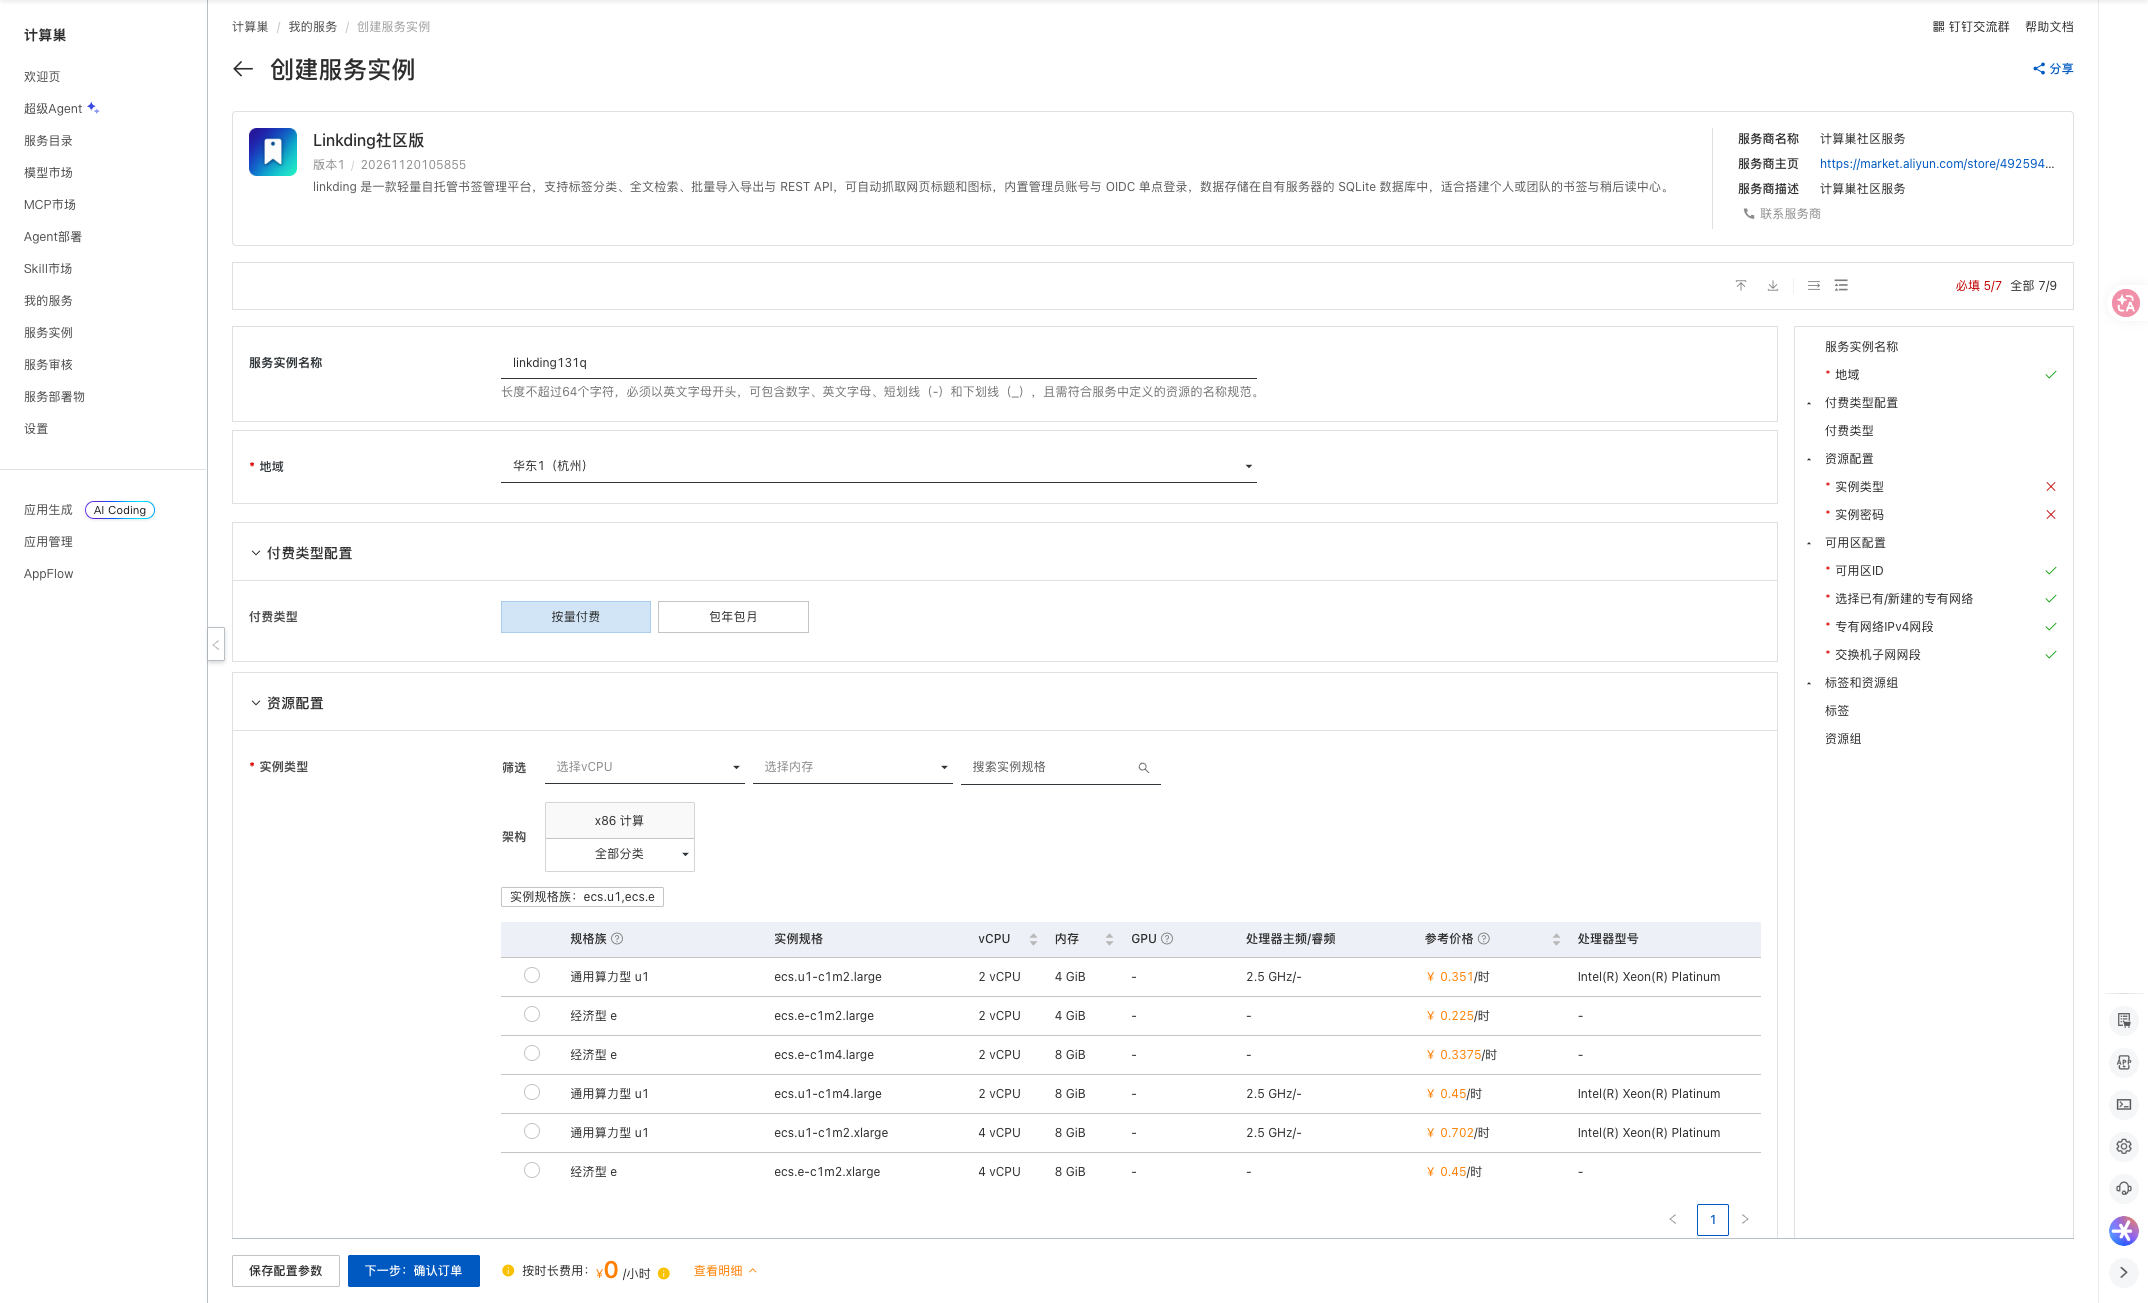 计算巢
欢迎页
超级Agent
服务目录
模型市场
MCP市场
Agent部署
Skill市场
我的服务
服务实例
服务审核
服务部署物
设置
应用生成 AI Coding
应用管理
AppFlow
计算巢 / 我的服务 / 创建服务实例
钉钉交流群 帮助文档
创建服务实例
分享
Linkding社区版
版本1 / 20261120105855
linkding 是一款轻量自托管书签管理平台，支持标签分类、全文检索、批量导入导出与 REST API，可自动抓取网页标题和图标，内置管理员账号与 OIDC 单点登录，数据存储在自有服务器的 SQLite 数据库中，适合搭建个人或团队的书签与稍后读中心。
服务商名称 计算巢社区服务
服务商主页 https://market.aliyun.com/store/492594...
服务商描述 计算巢社区服务
联系服务商
必填 5/7 全部 7/9
服务实例名称 linkding131q
长度不超过64个字符，必须以英文字母开头，可包含数字、英文字母、短划线（-）和下划线（_），且需符合服务中定义的资源的名称规范。
* 地域 华东1（杭州）
付费类型配置
付费类型 按量付费 包年包月
资源配置
* 实例类型 筛选 选择vCPU 选择内存 搜索实例规格
架构 x86 计算
全部分类
实例规格族：ecs.u1,ecs.e
规格族 实例规格 vCPU 内存 GPU 处理器主频/睿频 参考价格 处理器型号
通用算力型 u1 ecs.u1-c1m2.large 2 vCPU 4 GiB - 2.5 GHz/- ¥ 0.351/时 Intel(R) Xeon(R) Platinum
经济型 e ecs.e-c1m2.large 2 vCPU 4 GiB - - ¥ 0.225/时 -
经济型 e ecs.e-c1m4.large 2 vCPU 8 GiB - - ¥ 0.3375/时 -
通用算力型 u1 ecs.u1-c1m4.large 2 vCPU 8 GiB - 2.5 GHz/- ¥ 0.45/时 Intel(R) Xeon(R) Platinum
通用算力型 u1 ecs.u1-c1m2.xlarge 4 vCPU 8 GiB - 2.5 GHz/- ¥ 0.702/时 Intel(R) Xeon(R) Platinum
经济型 e ecs.e-c1m2.xlarge 4 vCPU 8 GiB - - ¥ 0.45/时 -
1
服务实例名称
* 地域
付费类型配置
付费类型
资源配置
* 实例类型
* 实例密码
可用区配置
* 可用区ID
* 选择已有/新建的专有网络
* 专有网络IPv4网段
* 交换机子网网段
标签和资源组
标签
资源组
保存配置参数 下一步：确认订单 按时长费用：¥0 /小时 查看明细